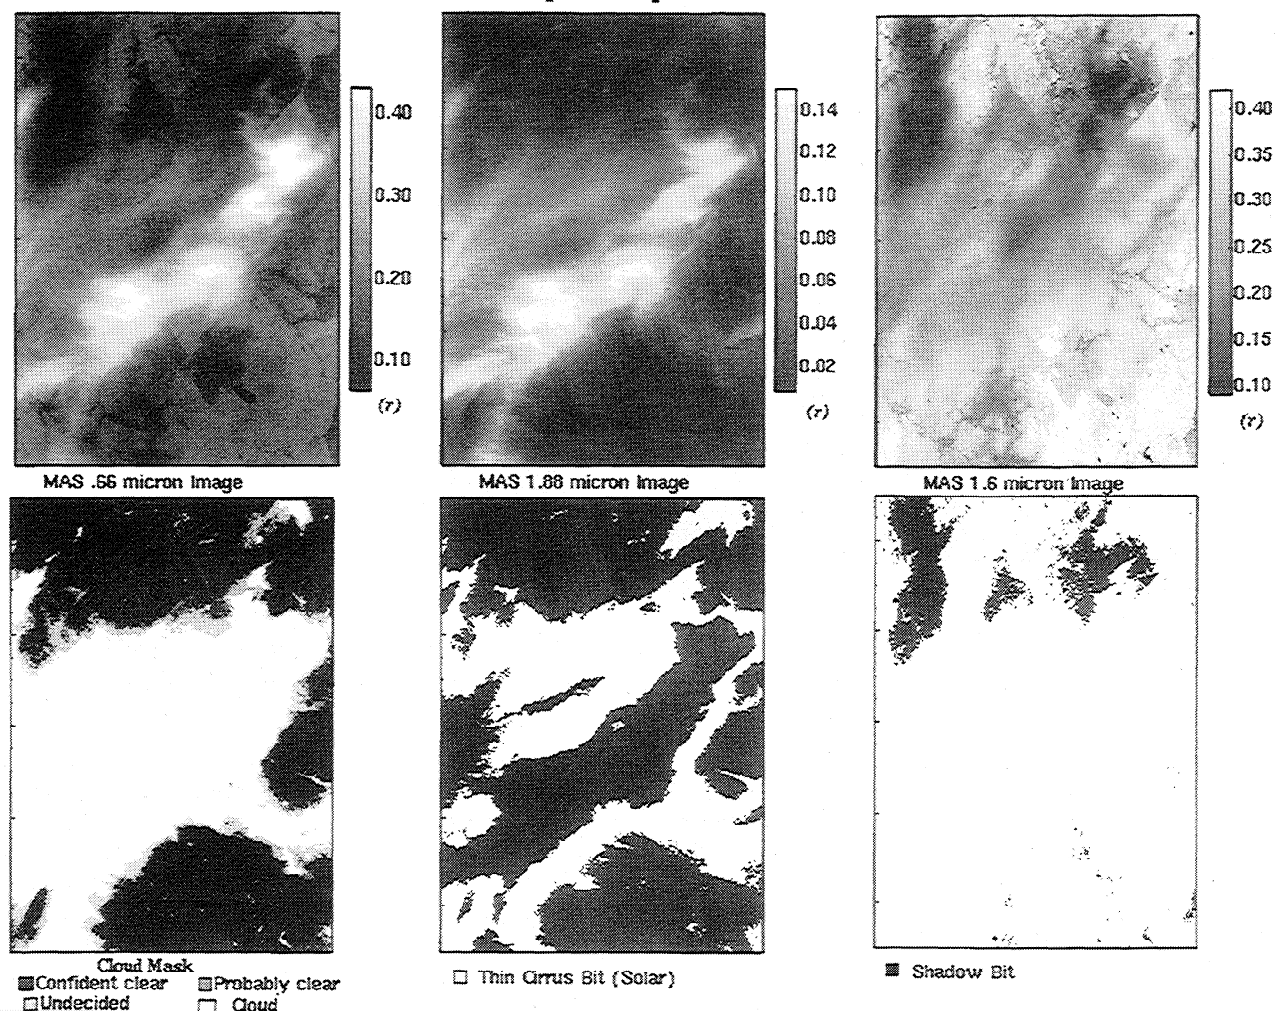 0.40
0.30
0.20
0.10
(r)
0.14
0.12
0.10
0.08
0.06
0.04
0.02
(r)
0.40
0.35
0.30
0.25
0.20
0.15
0.10
(r)
MAS .66 micron Image
MAS 1.88 micron Image
MAS 1.6 micron Image
Cloud Mask
Confident clear
Probably clear
Undecided
Cloud
Thin Cirrus Bit (Solar)
Shadow Bit